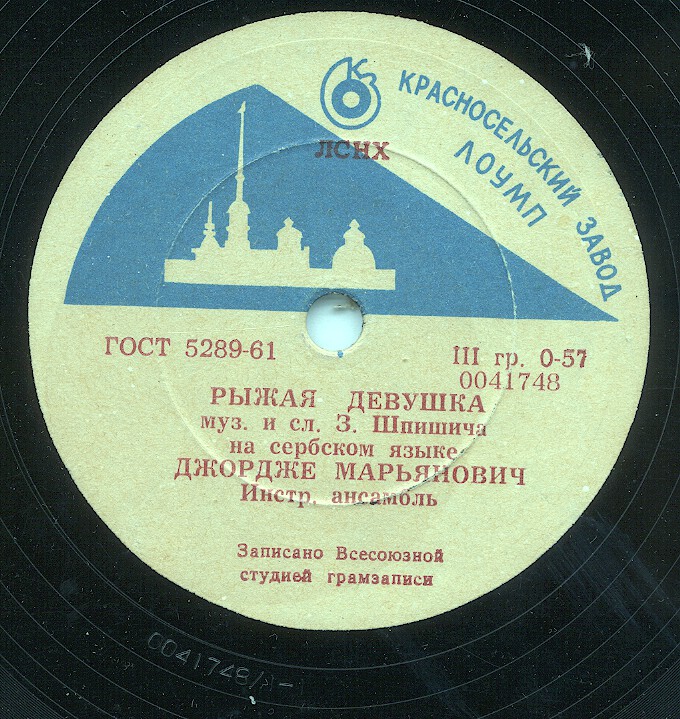 КЗ
КРАСНОСЕЛЬСКИЙ ЗАВОД
ЛОУМП
ЛСНХ
ГОСТ 5289-61
III гр. 0-57
0041748
РЫЖАЯ ДЕВУШКА
муз. и сл. З. Шпишича
на сербском языке
ДЖОРДЖЕ МАРЬЯНОВИЧ
Инстр. ансамбль
Записано Всесоюзной
студией грамзаписи